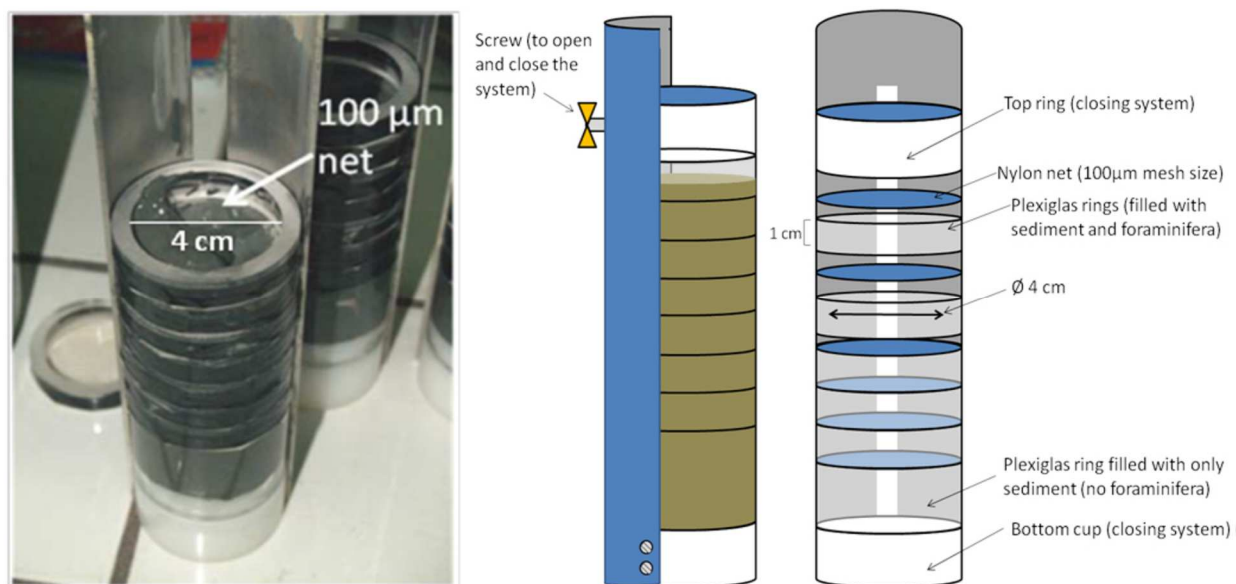 100 µm
net
4 cm
Screw (to open
and close the
system)
Top ring (closing system)
Nylon net (100µm mesh size)
Plexiglas rings (filled with
sediment and foraminifera)
1 cm
Ø 4 cm
Plexiglas ring filled with only
sediment (no foraminifera)
Bottom cup (closing system)